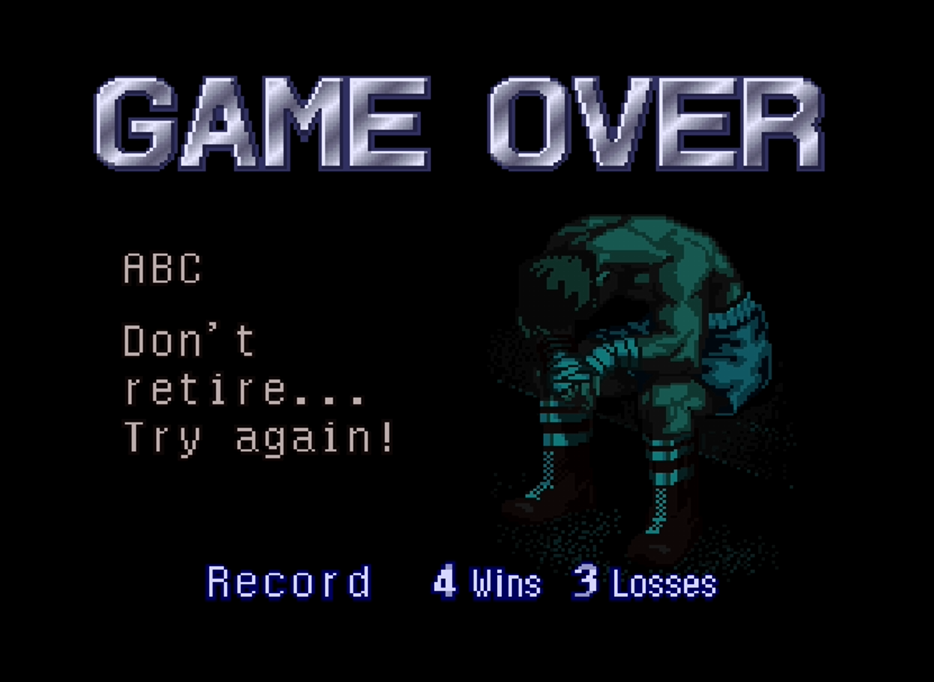 GAME OVER
ABC
Don't
retire...
Try again!
Record 4 Wins 3 Losses